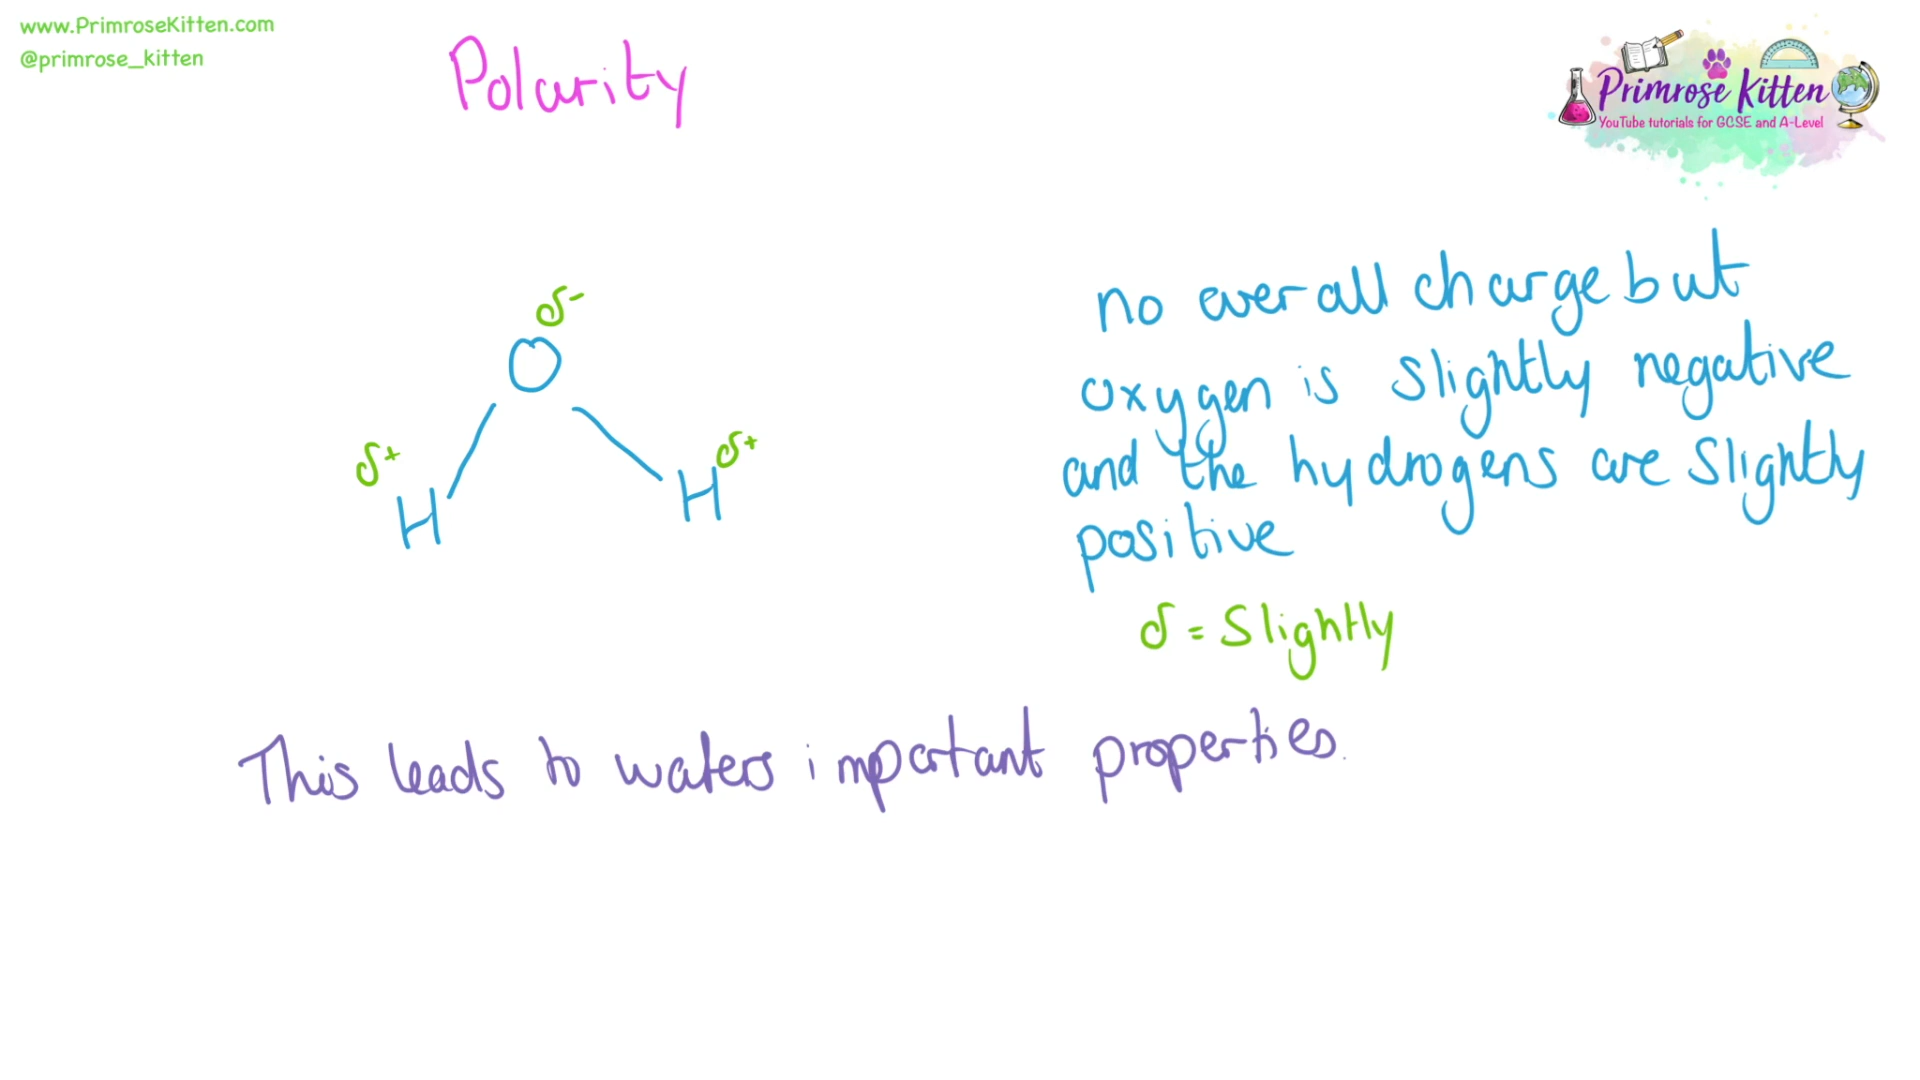 www.PrimroseKitten.com
@primrose_kitten
Polarity
Primrose Kitten
YouTube tutorials for GCSE and A-Level
δ-
O
δ+
δ+
H
H
no overall charge but
oxygen is slightly negative
and the hydrogens are slightly
positive
δ = Slightly
This leads to waters important properties.